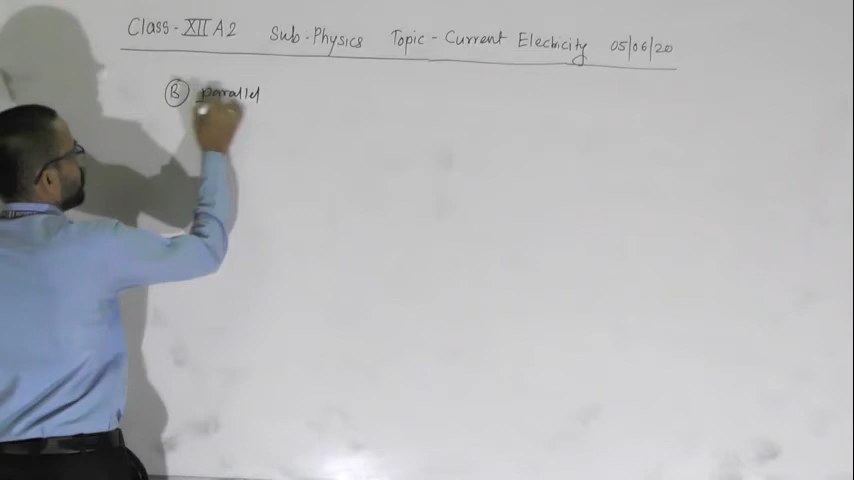 Class - XII A2 Sub - Physics Topic - Current Electricity 05/06/20
(B) parallel